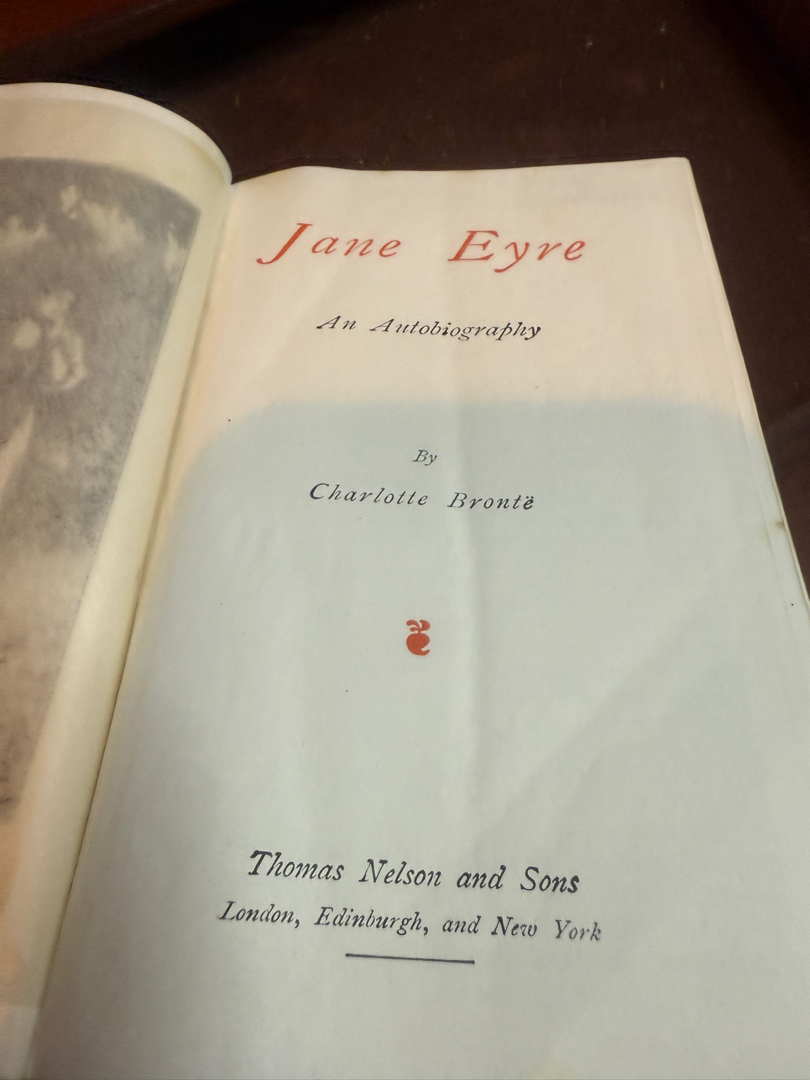 Jane Eyre
An Autobiography
By
Charlotte Brontë
Thomas Nelson and Sons
London, Edinburgh, and New York